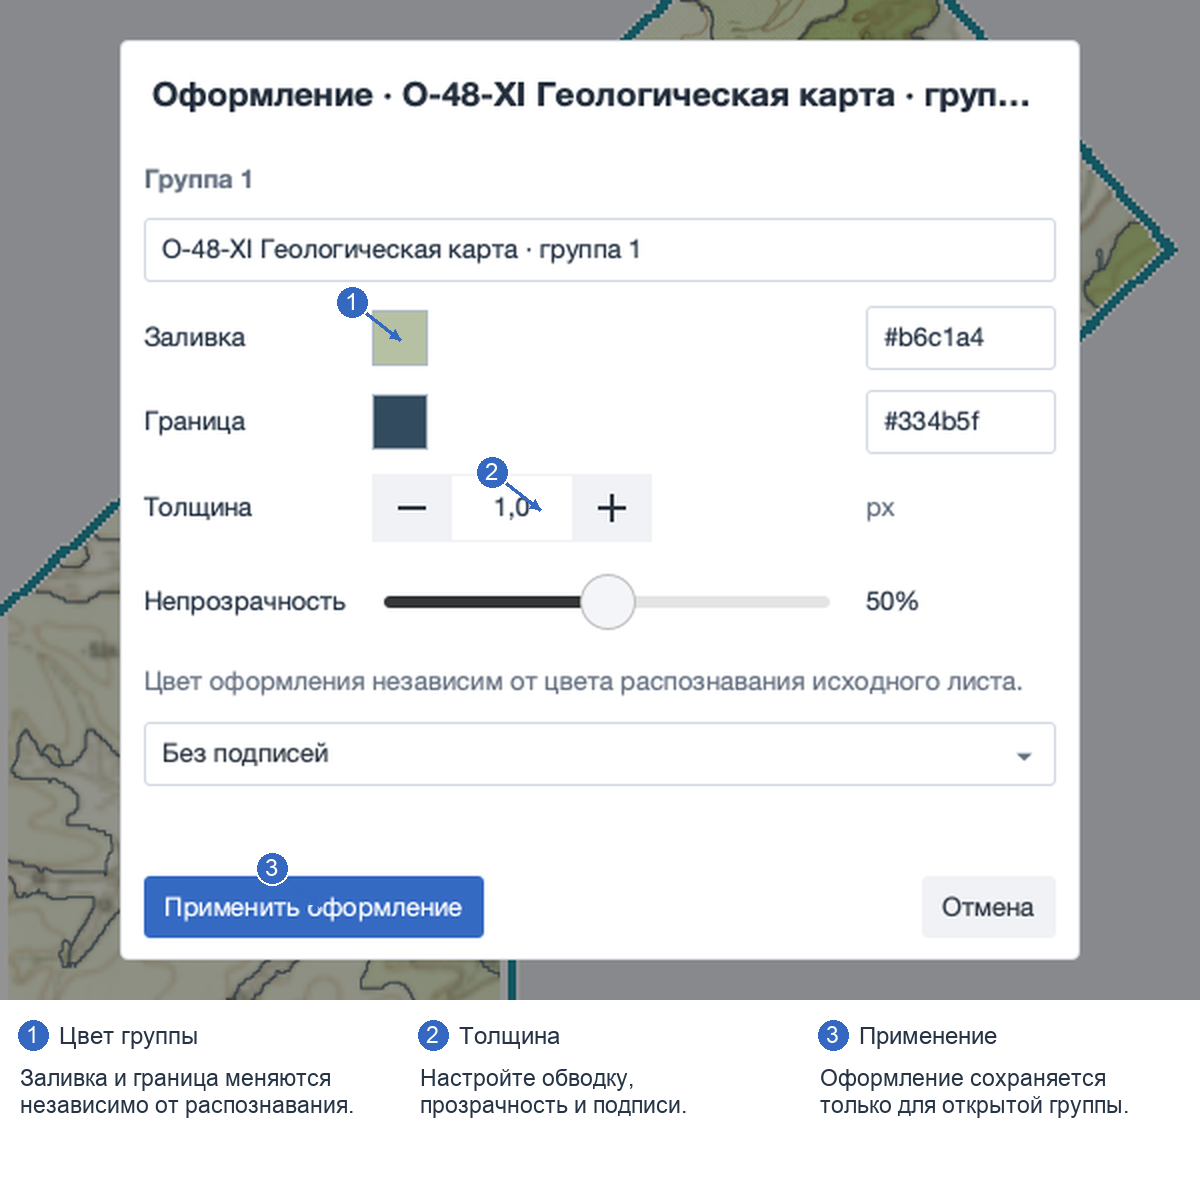 Оформление · O-48-XI Геологическая карта · груп...
Группа 1
O-48-XI Геологическая карта · группа 1
1
Заливка
#b6c1a4
Граница
#334b5f
2
Толщина
— 1,0 +
px
Непрозрачность
50%
Цвет оформления независим от цвета распознавания исходного листа.
Без подписей
3
Применить оформление
Отмена
1 Цвет группы
Заливка и граница меняются
независимо от распознавания.
2 Толщина
Настройте обводку,
прозрачность и подписи.
3 Применение
Оформление сохраняется
только для открытой группы.